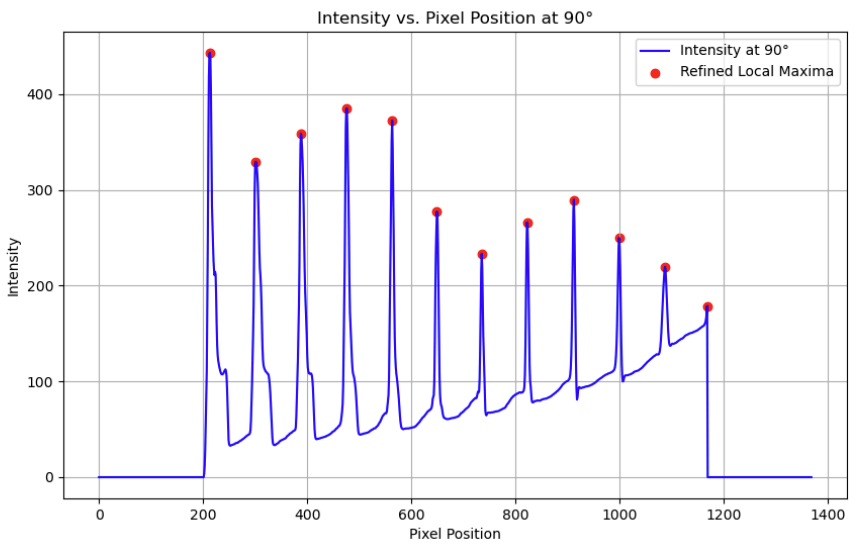 Intensity vs. Pixel Position at 90°
Intensity at 90°
Refined Local Maxima
400
300
200
100
0
Intensity
0 200 400 600 800 1000 1200 1400
Pixel Position